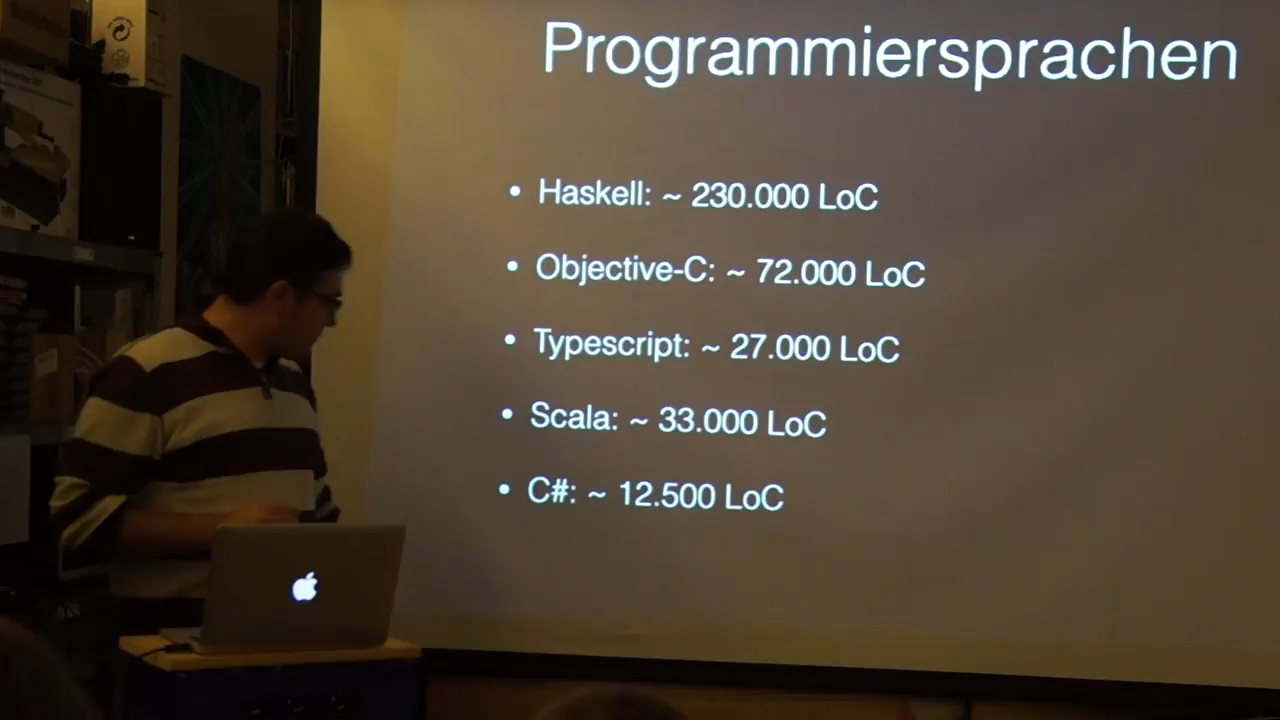 Programmiersprachen
• Haskell: ~ 230.000 LoC
• Objective-C: ~ 72.000 LoC
• Typescript: ~ 27.000 LoC
• Scala: ~ 33.000 LoC
• C#: ~ 12.500 LoC